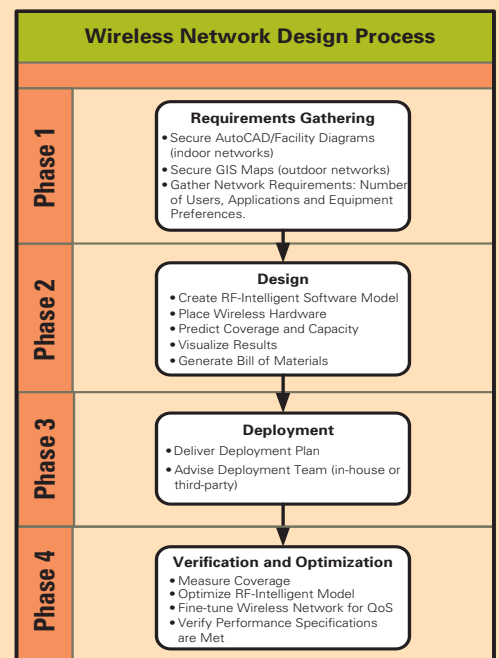 Wireless Network Design Process
Phase 1
Requirements Gathering
• Secure AutoCAD/Facility Diagrams
(indoor networks)
• Secure GIS Maps (outdoor networks)
• Gather Network Requirements: Number
of Users, Applications and Equipment
Preferences.
Phase 2
Design
• Create RF-Intelligent Software Model
• Place Wireless Hardware
• Predict Coverage and Capacity
• Visualize Results
• Generate Bill of Materials
Phase 3
Deployment
• Deliver Deployment Plan
• Advise Deployment Team (in-house or
third-party)
Phase 4
Verification and Optimization
• Measure Coverage
• Optimize RF-Intelligent Model
• Fine-tune Wireless Network for QoS
• Verify Performance Specifications
are Met